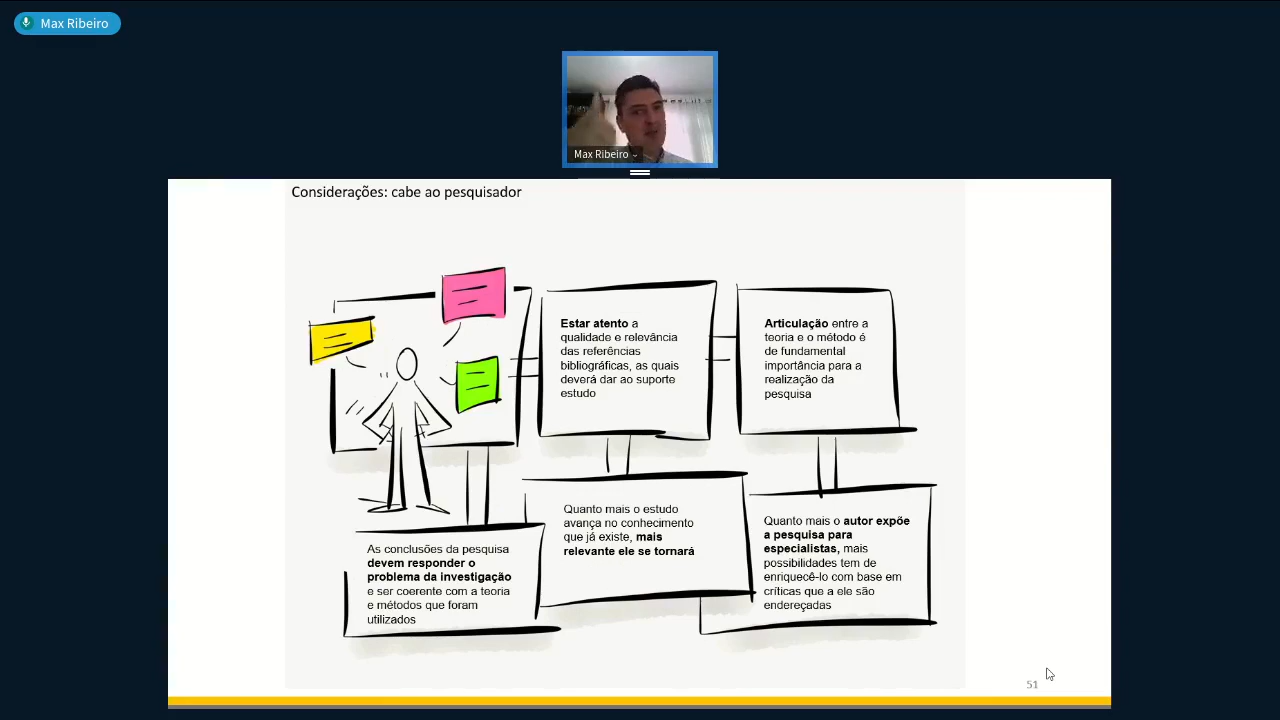 Max Ribeiro
Max Ribeiro
Considerações: cabe ao pesquisador
Estar atento a
qualidade e relevância
das referências
bibliográficas, as quais
deverá dar ao suporte
estudo
Articulação entre a
teoria e o método é
de fundamental
importância para a
realização da
pesquisa
As conclusões da pesquisa
devem responder o
problema da investigação
e ser coerente com a teoria
e métodos que foram
utilizados
Quanto mais o estudo
avança no conhecimento
que já existe, mais
relevante ele se tornará
Quanto mais o autor expõe
a pesquisa para
especialistas, mais
possibilidades tem de
enriquecê-lo com base em
críticas que a ele são
endereçadas
51